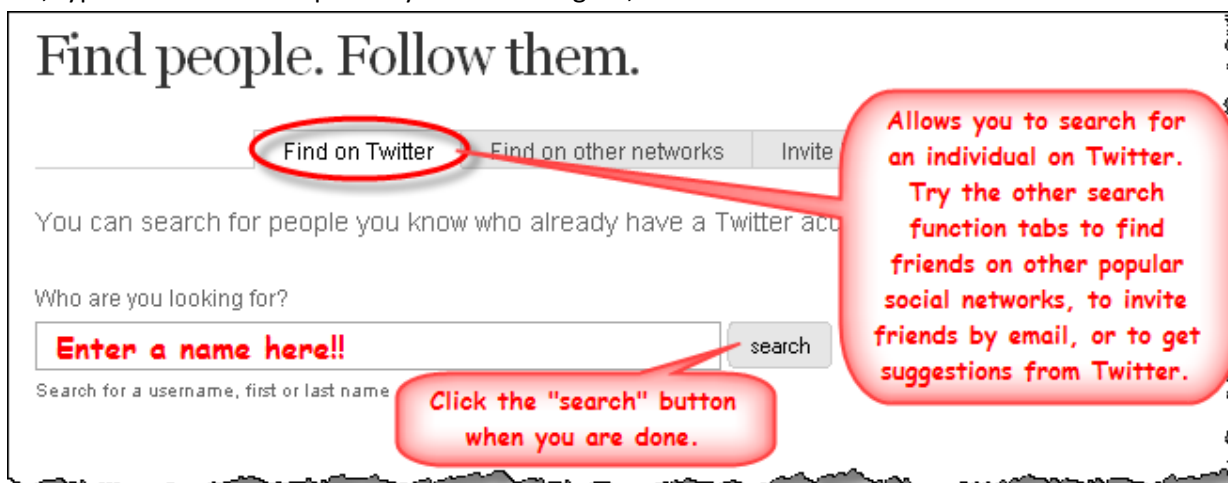 Find people. Follow them.
Find on Twitter
Find on other networks
Invite
You can search for people you know who already have a Twitter
Who are you looking for?
Enter a name here!!
search
Search for a username, first or last name
Click the "search" button
when you are done.
Allows you to search for
an individual on Twitter.
Try the other search
function tabs to find
friends on other popular
social networks, to invite
friends by email, or to get
suggestions from Twitter.